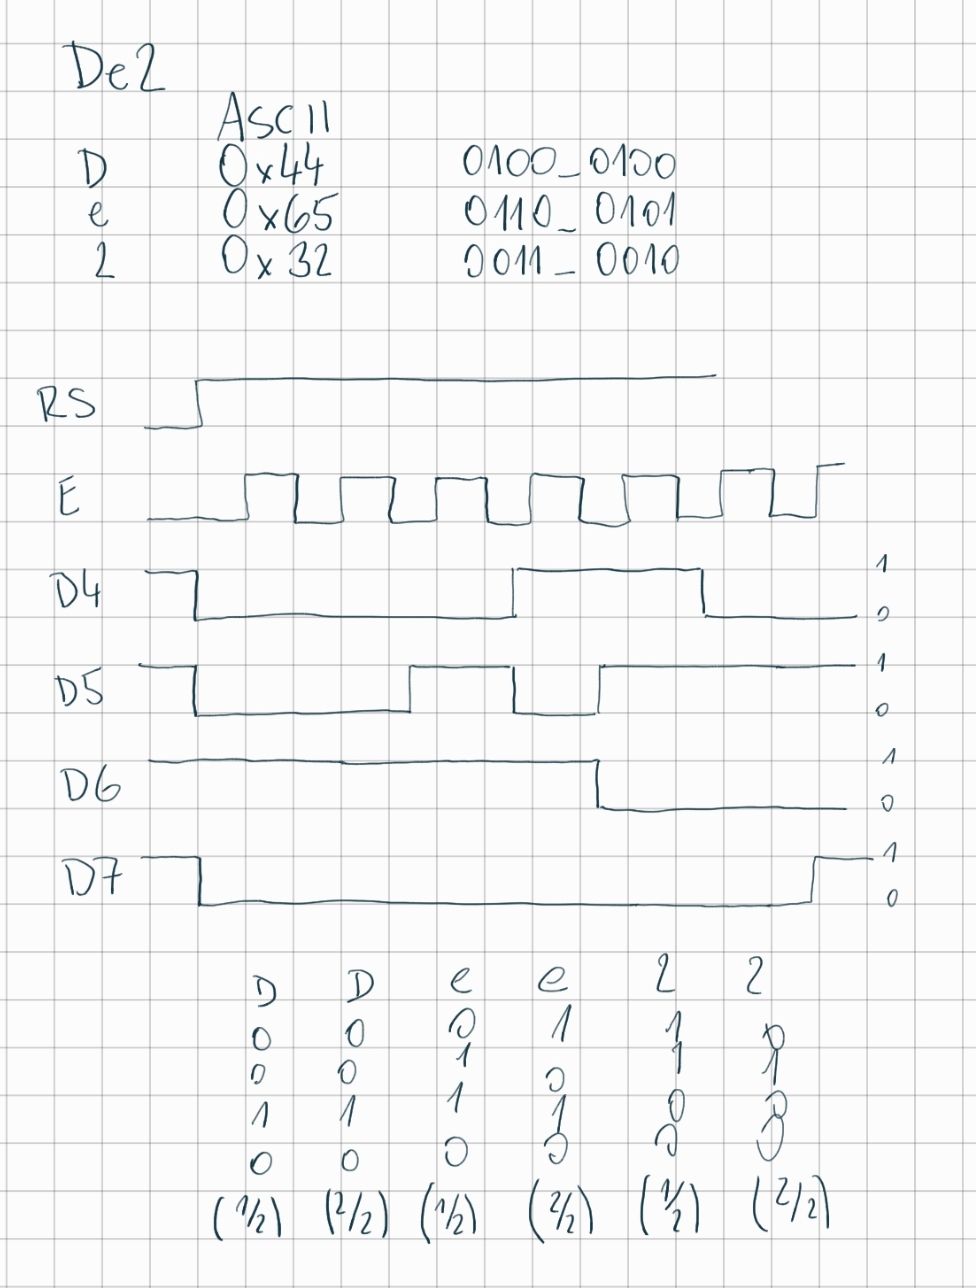 De2
ASCII
D 0x44 0100_0100
e 0x65 0110_0101
2 0x32 0011_0010
RS
E
D4 1
0
D5 1
0
D6 1
0
D7 1
0
D D e e 2 2
0 0 0 1 1 0
0 0 1 0 1 1
1 1 1 1 0 0
0 0 0 0 0 0
(1/2) (2/2) (1/2) (2/2) (1/2) (2/2)